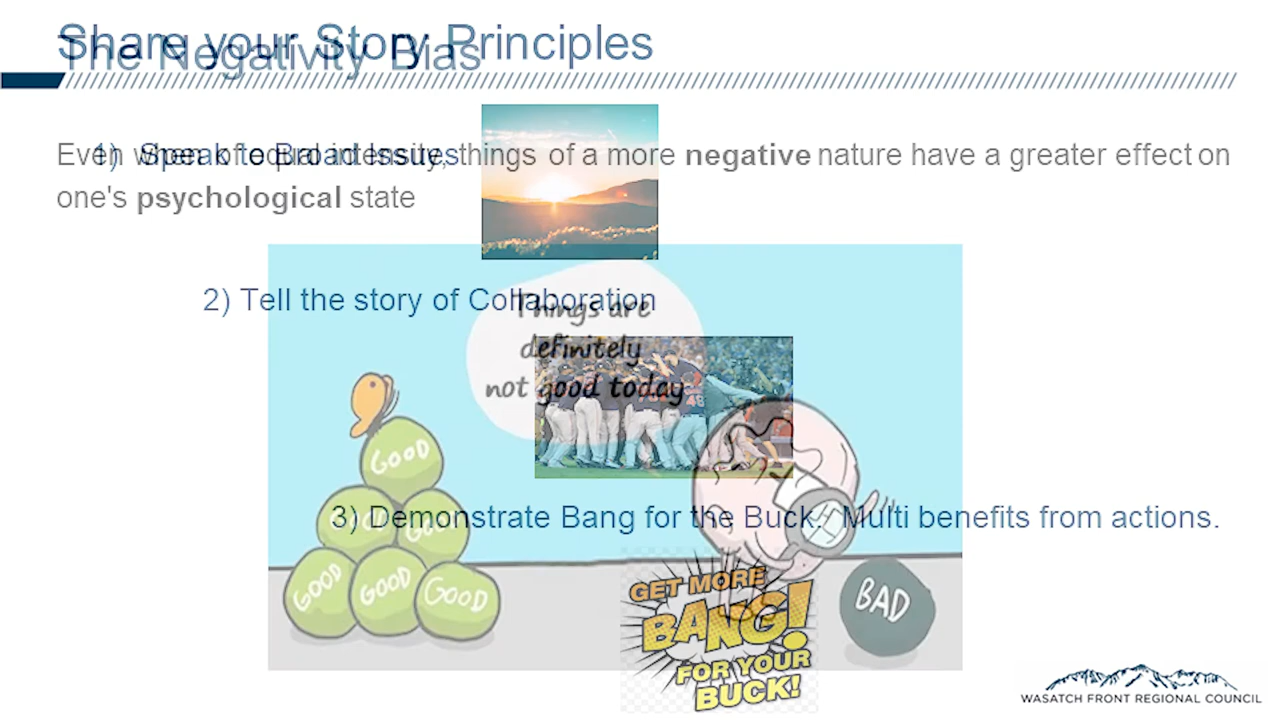 Share your Story Principles
The Negativity Bias
1) Speak to Broad Issues
Even when of equal intensity, things of a more negative nature have a greater effect on
one's psychological state
2) Tell the story of Collaboration
Things are
definitely
not good today
48
GOOD
GOOD GOOD
3) Demonstrate Bang for the Buck. Multi benefits from actions.
GOOD GOOD GOOD
BAD
GET MORE
BANG!
FOR YOUR
BUCK!
WASATCH FRONT REGIONAL COUNCIL